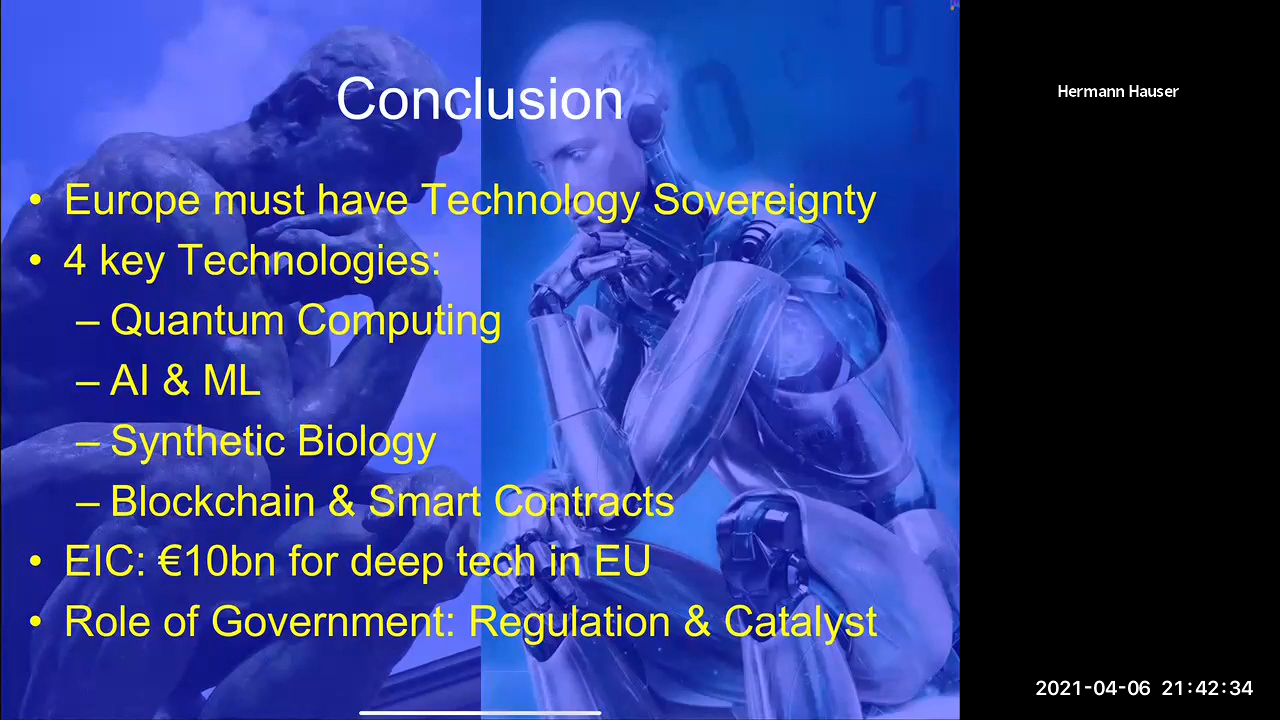 Conclusion
• Europe must have Technology Sovereignty
• 4 key Technologies:
– Quantum Computing
– AI & ML
– Synthetic Biology
– Blockchain & Smart Contracts
• EIC: €10bn for deep tech in EU
• Role of Government: Regulation & Catalyst
Hermann Hauser
2021-04-06 21:42:34